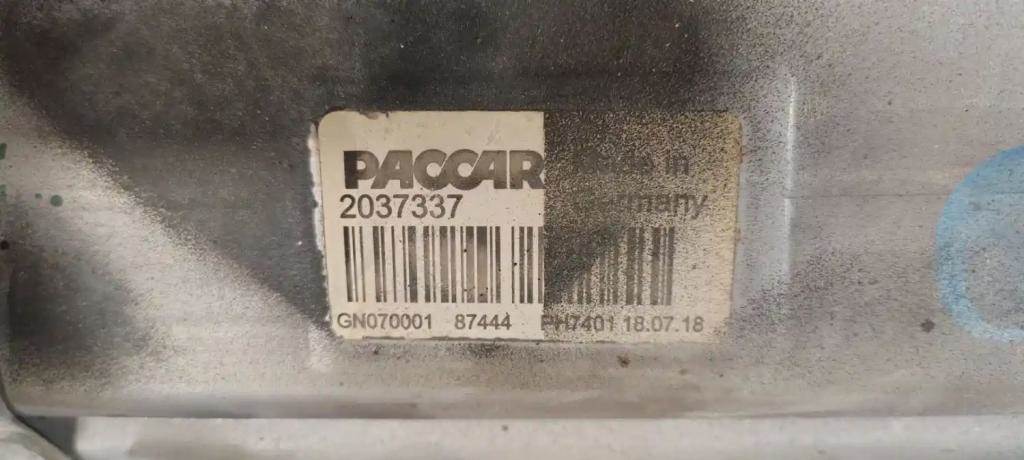 PACCAR Made in
2037337 Germany
GN070001 87444 PH7401 18.07.18